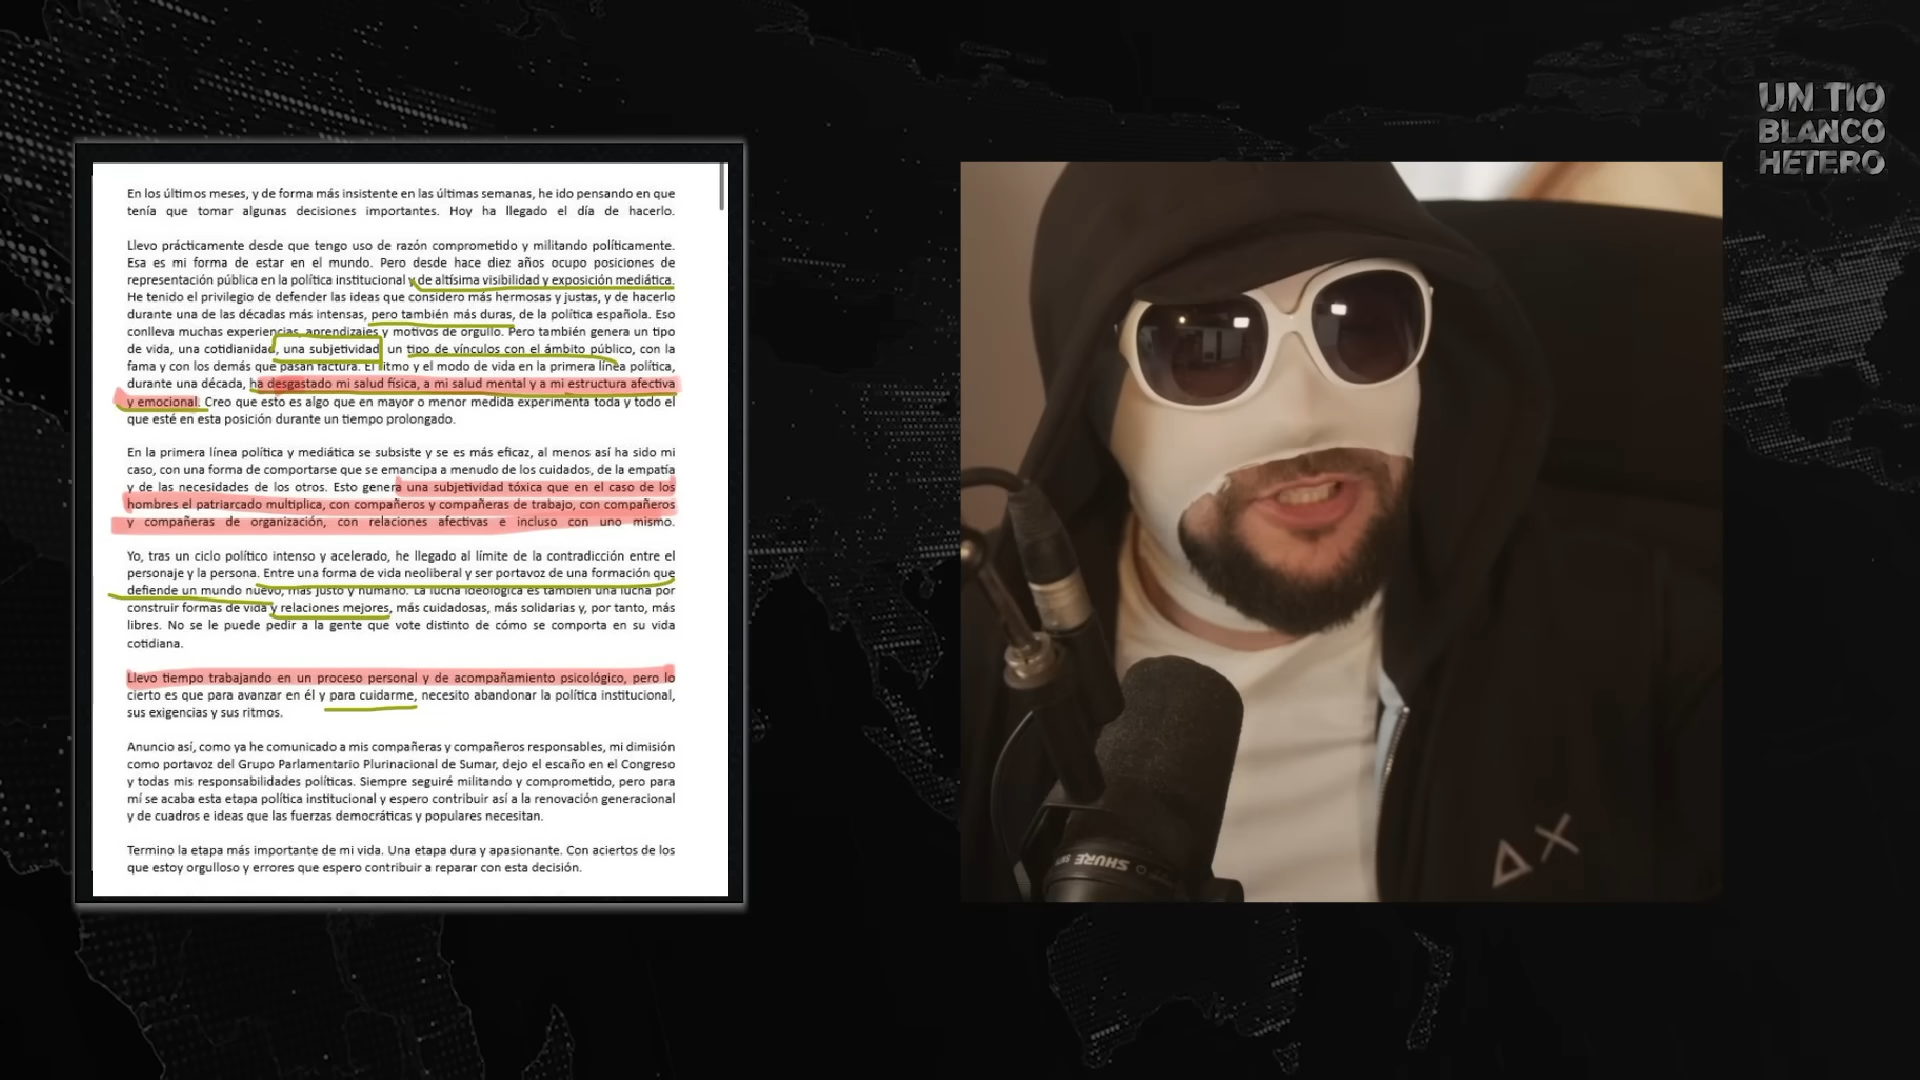 En los últimos meses, y de forma más insistente en las últimas semanas, he ido pensando en que
tenía que tomar algunas decisiones importantes. Hoy ha llegado el día de hacerlo.
Llevo prácticamente desde que tengo uso de razón comprometido y militando políticamente.
Esa es mi forma de estar en el mundo. Pero desde hace diez años ocupo posiciones de
representación pública en la política institucional y de altísima visibilidad y exposición mediática.
He tenido el privilegio de defender las ideas que considero más hermosas y justas, y de hacerlo
durante una de las décadas más intensas, pero también más duras, de la política española. Eso
conlleva muchas experiencias, aprendizajes y motivos de orgullo. Pero también genera un tipo
de vida, una cotidianidad, una subjetividad, un tipo de vínculos con el ámbito público, con la
fama y con los demás que pasan factura. El ritmo y el modo de vida en la primera línea política,
durante una década, ha desgastado mi salud física, a mi salud mental y a mi estructura afectiva
y emocional. Creo que esto es algo que en mayor o menor medida experimenta toda y todo el
que esté en esta posición durante un tiempo prolongado.
En la primera línea política y mediática se subsiste y se es más eficaz, al menos así ha sido mi
caso, con una forma de comportarse que se emancipa a menudo de los cuidados, de la empatía
y de las necesidades de los otros. Esto genera una subjetividad tóxica que en el caso de los
hombres el patriarcado multiplica, con compañeros y compañeras de trabajo, con compañeros
y compañeras de organización, con relaciones afectivas e incluso con uno mismo.
Yo, tras un ciclo político intenso y acelerado, he llegado al límite de la contradicción entre el
personaje y la persona. Entre una forma de vida neoliberal y ser portavoz de una formación que
defiende un mundo nuevo, más justo y humano. La lucha ideológica es también una lucha por
construir formas de vida y relaciones mejores, más cuidadosas, más solidarias y, por tanto, más
libres. No se le puede pedir a la gente que vote distinto de cómo se comporta en su vida
cotidiana.
Llevo tiempo trabajando en un proceso personal y de acompañamiento psicológico, pero lo
cierto es que para avanzar en él y para cuidarme, necesito abandonar la política institucional,
sus exigencias y sus ritmos.
Anuncio así, como ya he comunicado a mis compañeras y compañeros responsables, mi dimisión
como portavoz del Grupo Parlamentario Plurinacional de Sumar, dejo el escaño en el Congreso
y todas mis responsabilidades políticas. Siempre seguiré militando y comprometido, pero para
mí se acaba esta etapa política institucional y espero contribuir así a la renovación generacional
y de cuadros e ideas que las fuerzas democráticas y populares necesitan.
Termino la etapa más importante de mi vida. Una etapa dura y apasionante. Con aciertos de los
que estoy orgulloso y errores que espero contribuir a reparar con esta decisión.
UN TIO
BLANCO
HETERO
SHURE